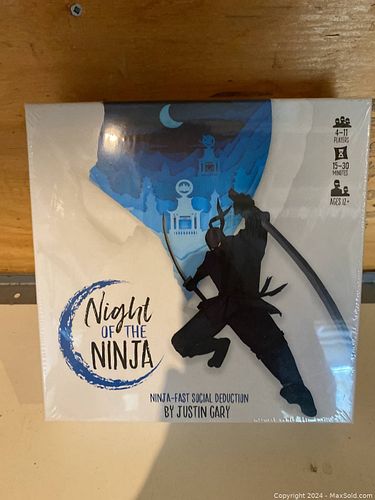 4-11
PLAYERS
15-30
MINUTES
AGES 12+
Night
OF THE
NINJA
NINJA-FAST SOCIAL DEDUCTION
BY JUSTIN GARY
Copyright 2024 - MaxSold.com